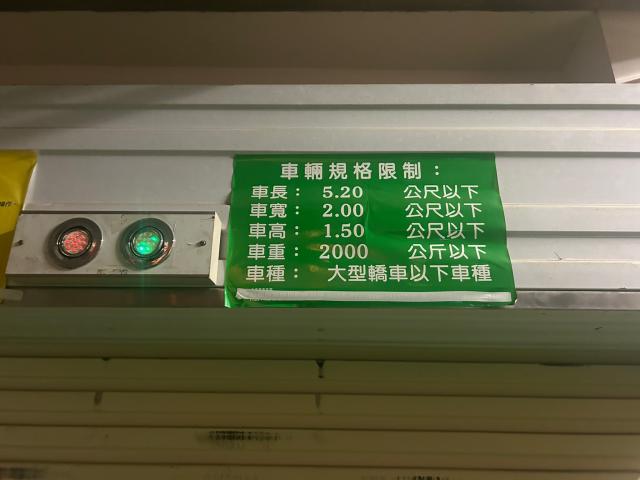 車輛規格限制：
車長： 5.20 公尺以下
車寬： 2.00 公尺以下
車高： 1.50 公尺以下
車重： 2000 公斤以下
車種： 大型轎車以下車種